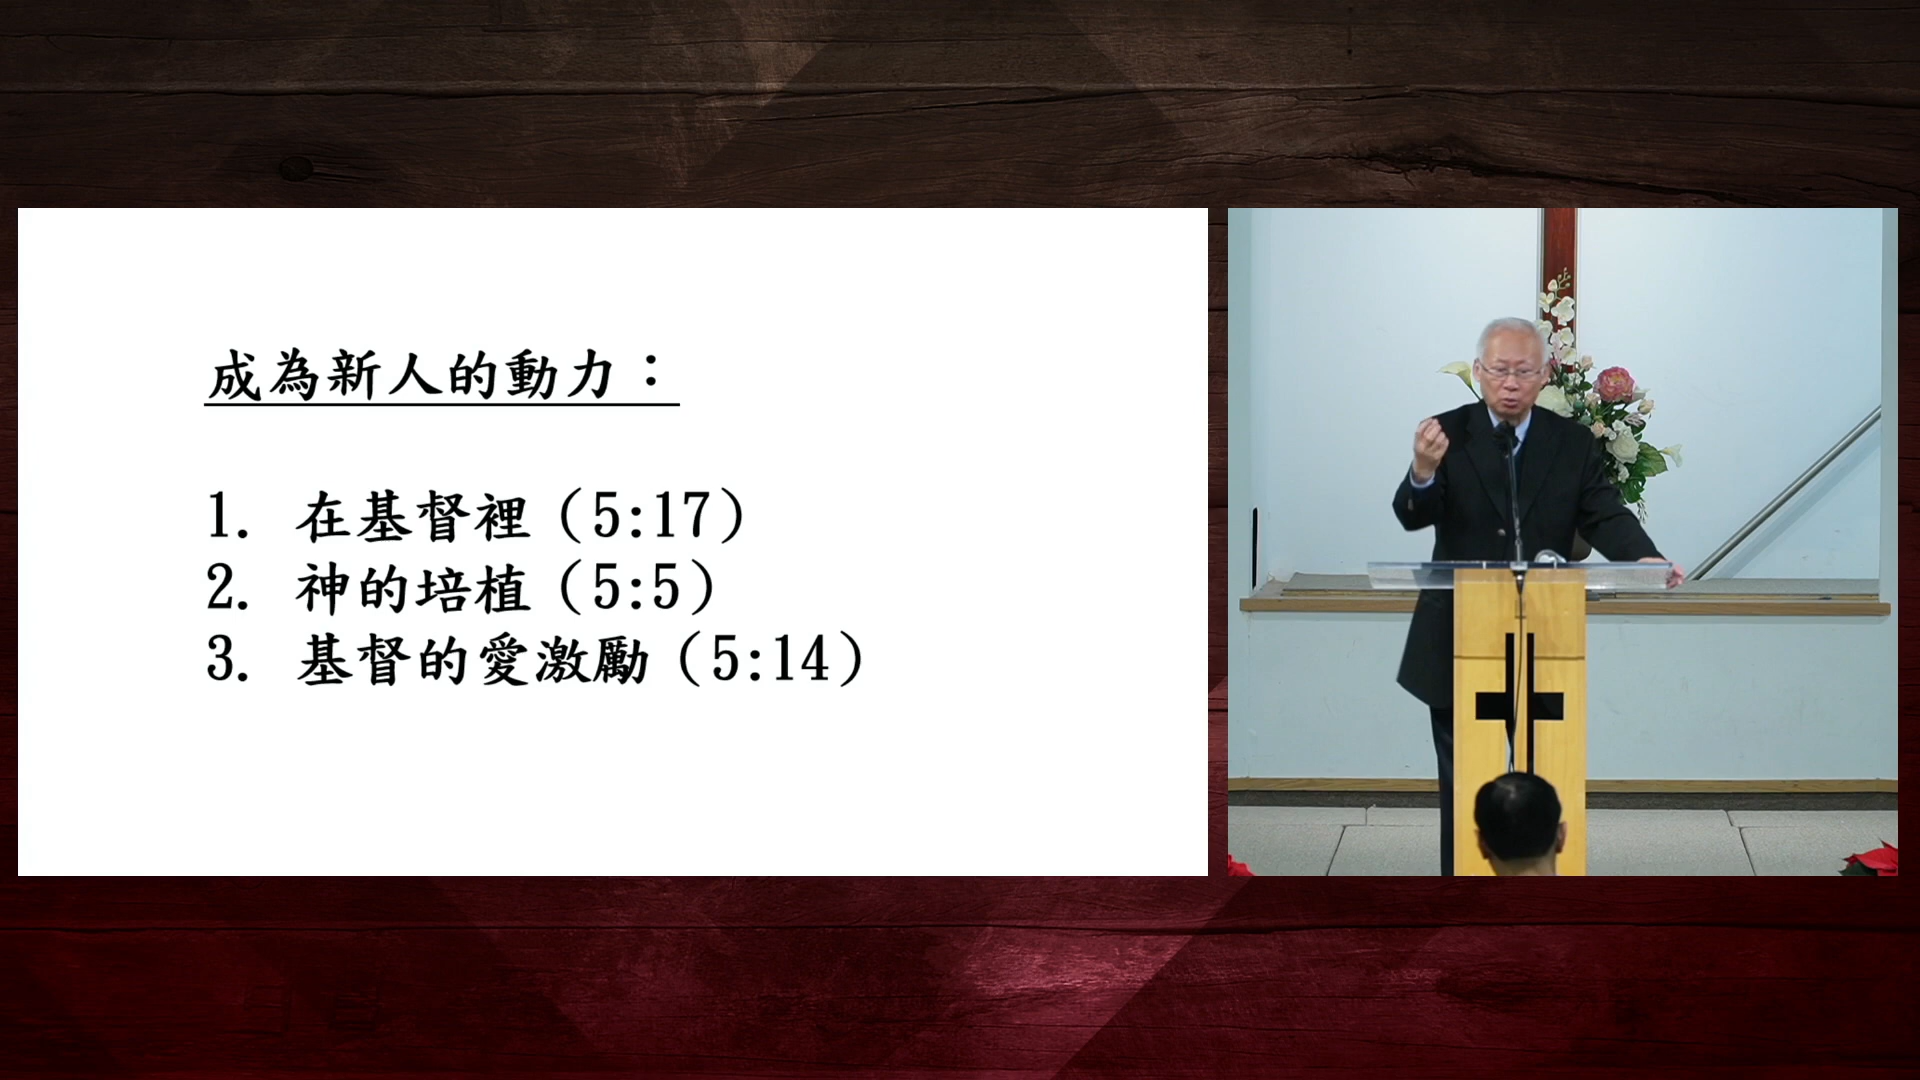 成為新人的動力：
1. 在基督裡（5:17）
2. 神的培植（5:5）
3. 基督的愛激勵（5:14）